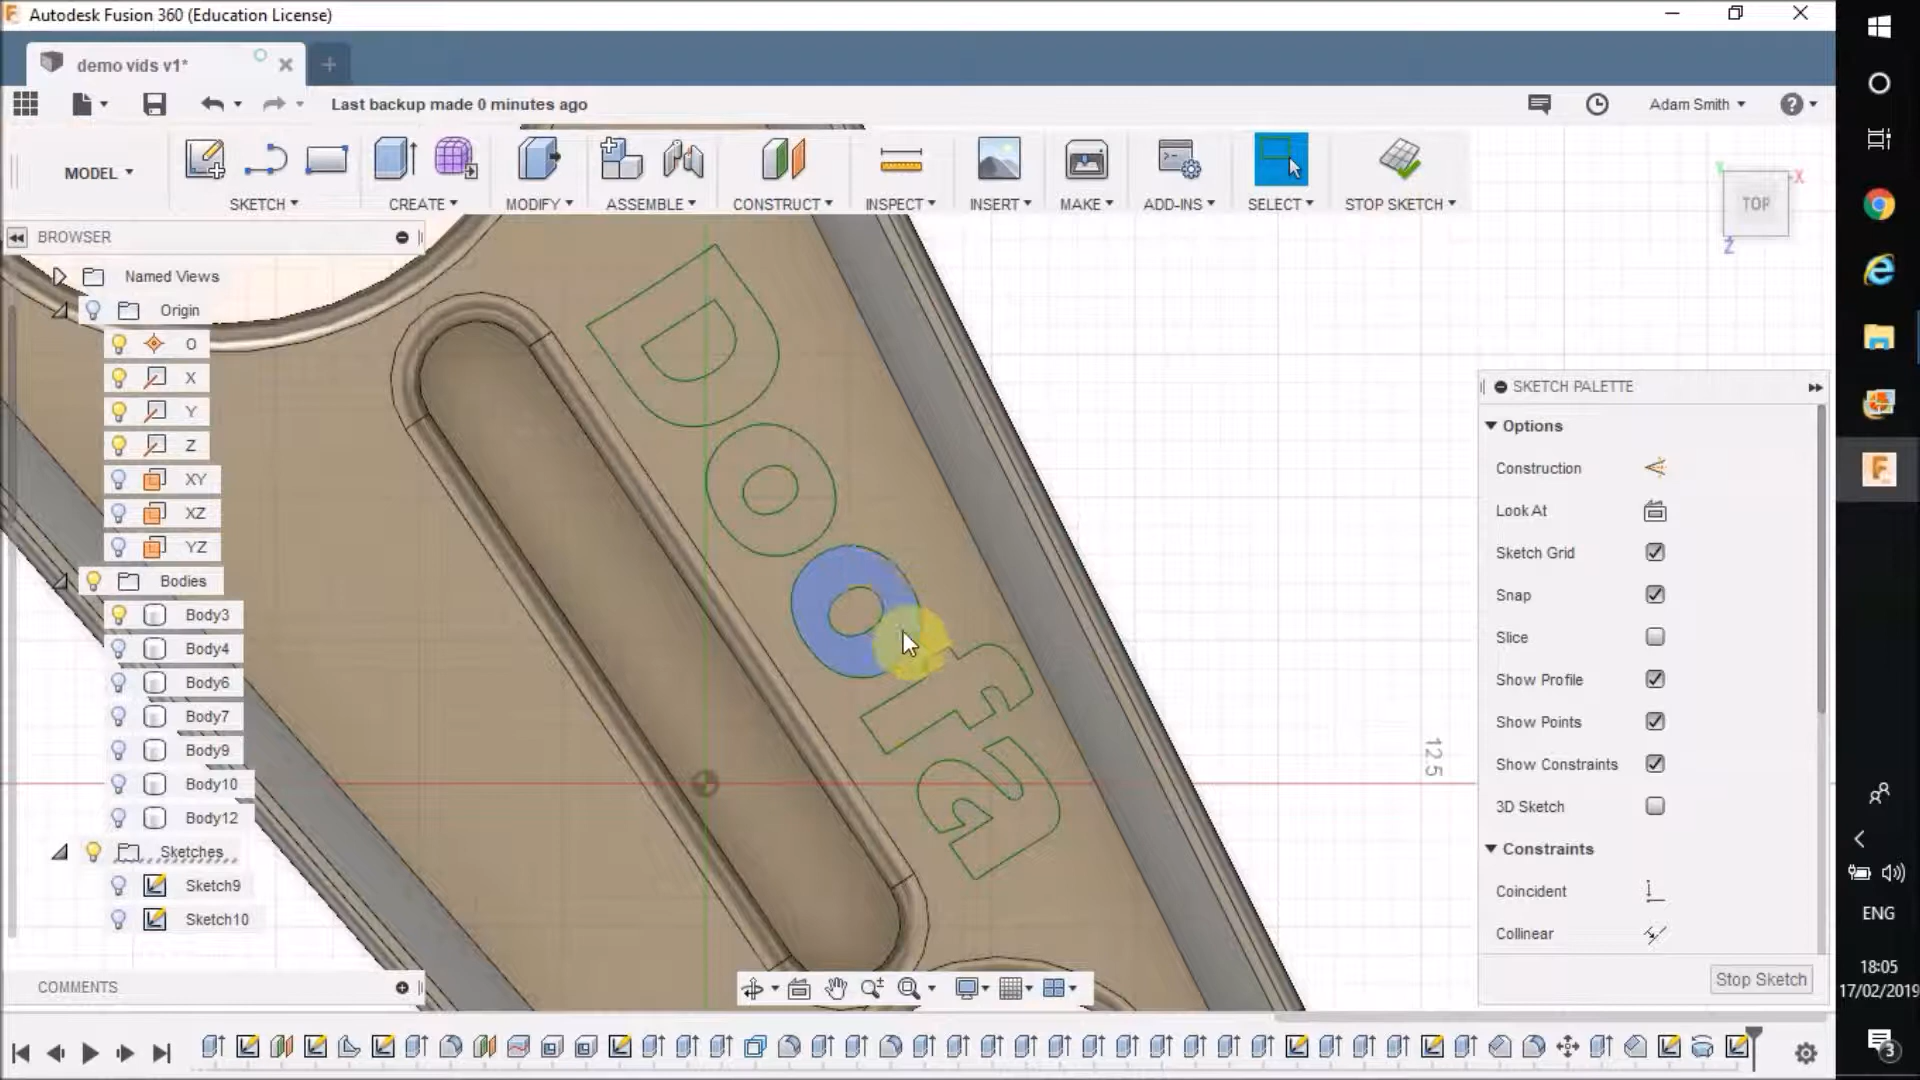 Autodesk Fusion 360 (Education License)
demo vids v1*
Last backup made 0 minutes ago
Adam Smith
MODEL
SKETCH
CREATE
MODIFY
ASSEMBLE
CONSTRUCT
INSPECT
INSERT
MAKE
ADD-INS
SELECT
STOP SKETCH
BROWSER
Named Views
Origin
O
X
Y
Z
XY
XZ
YZ
Bodies
Body3
Body4
Body6
Body7
Body9
Body10
Body12
Sketches
Sketch9
Sketch10
COMMENTS
TOP
X
Z
12.5
SKETCH PALETTE
Options
Construction
Look At
Sketch Grid
Snap
Slice
Show Profile
Show Points
Show Constraints
3D Sketch
Constraints
Coincident
Collinear
Stop Sketch
ENG
18:05
17/02/2019
3